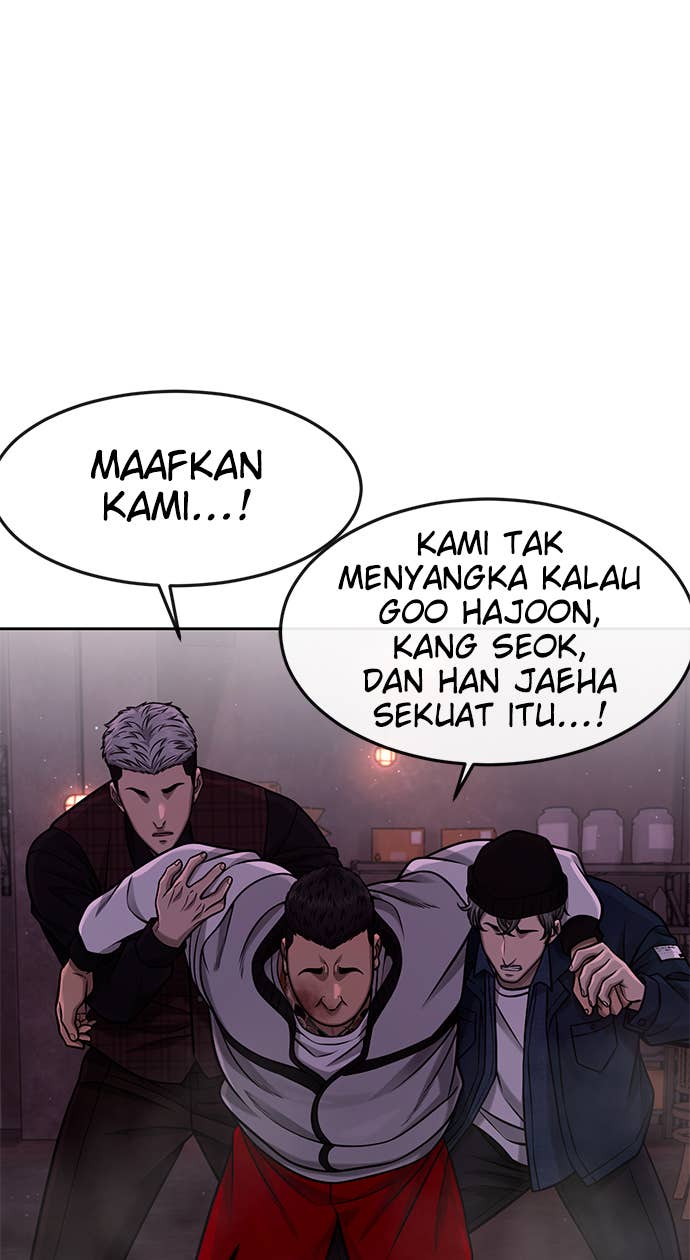 MAAFKAN
KAMI...!
KAMI TAK
MENYANGKA KALAU
GOO HAJOON,
KANG SEOK,
DAN HAN JAEHA
SEKUAT ITU...!